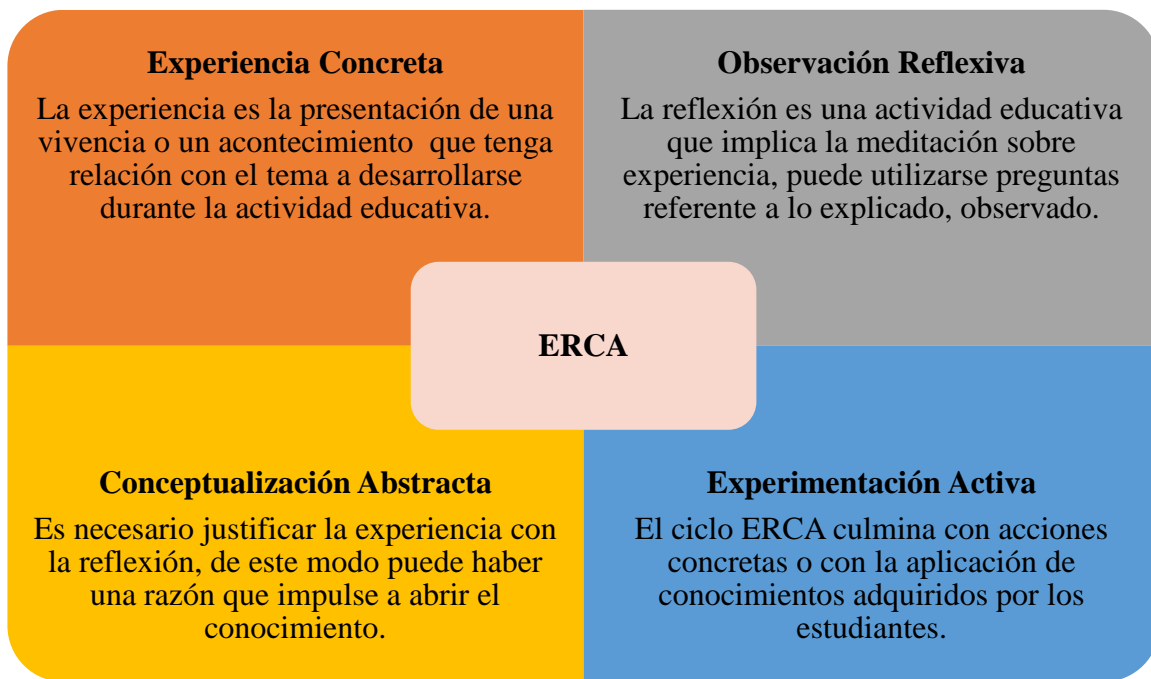 Experiencia Concreta
La experiencia es la presentación de una
vivencia o un acontecimiento que tenga
relación con el tema a desarrollarse
durante la actividad educativa.
Observación Reflexiva
La reflexión es una actividad educativa
que implica la meditación sobre
experiencia, puede utilizarse preguntas
referente a lo explicado, observado.
ERCA
Conceptualización Abstracta
Es necesario justificar la experiencia con
la reflexión, de este modo puede haber
una razón que impulse a abrir el
conocimiento.
Experimentación Activa
El ciclo ERCA culmina con acciones
concretas o con la aplicación de
conocimientos adquiridos por los
estudiantes.